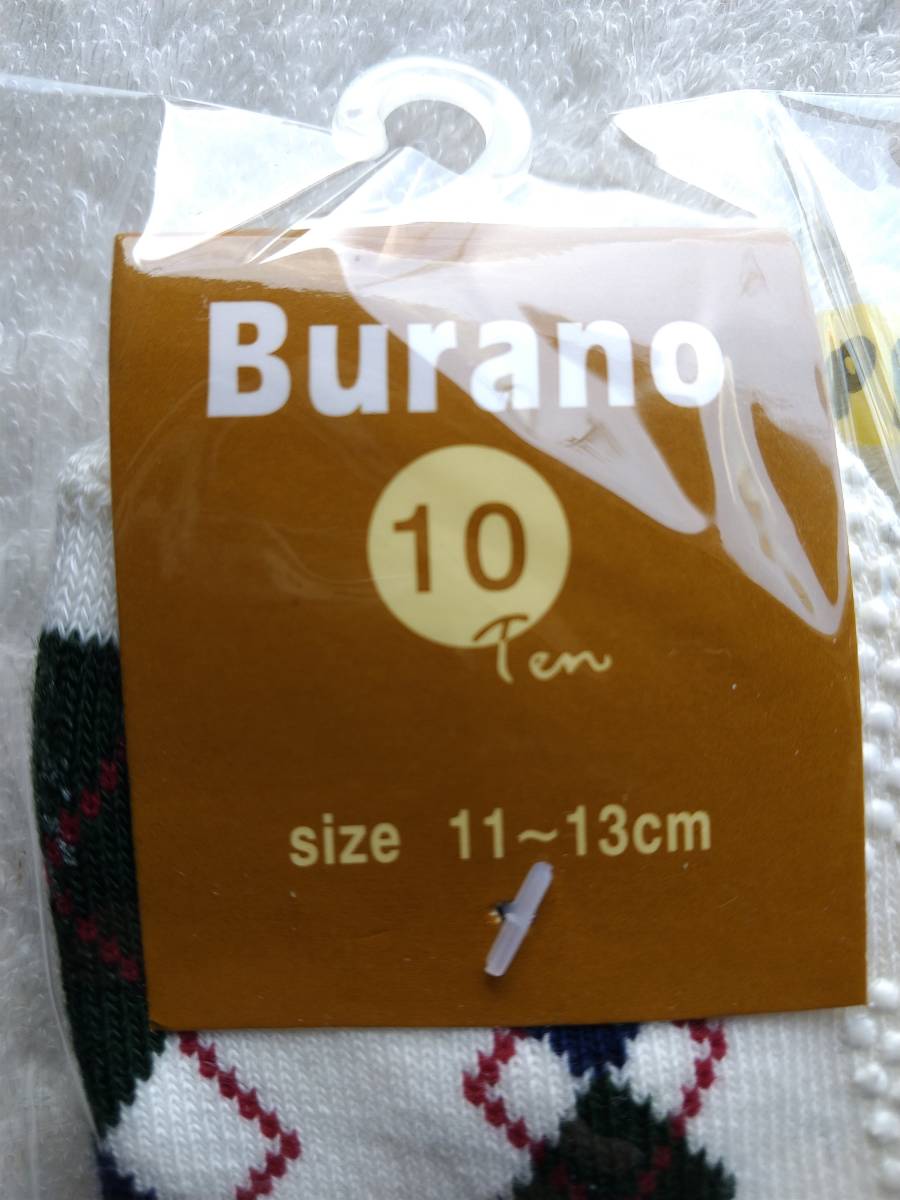 Burano
10
Ten
size 11~13cm